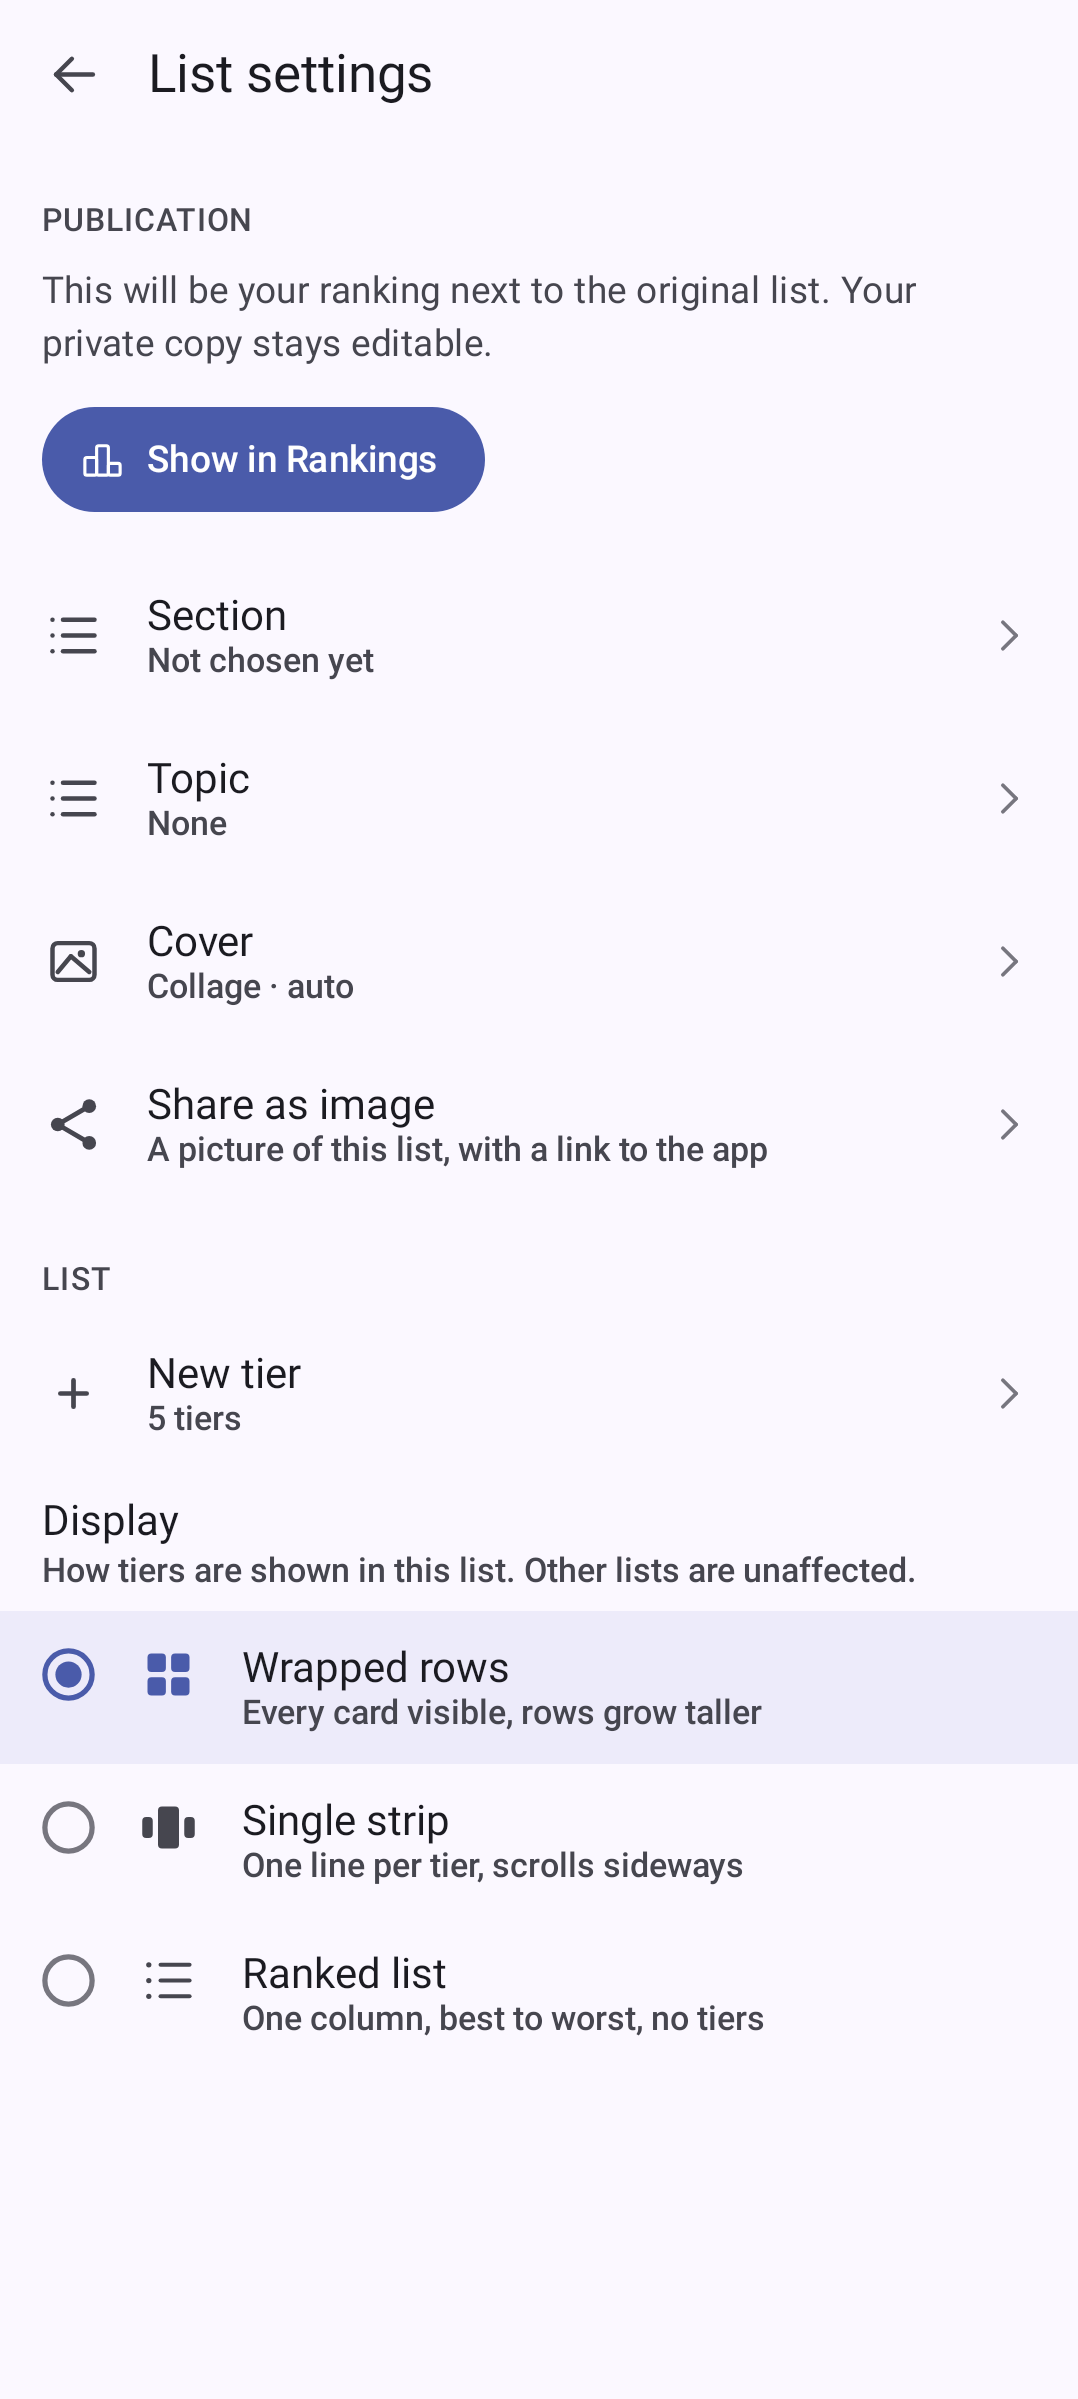 List settings
PUBLICATION
This will be your ranking next to the original list. Your
private copy stays editable.
Show in Rankings
Section
Not chosen yet
Topic
None
Cover
Collage · auto
Share as image
A picture of this list, with a link to the app
LIST
New tier
5 tiers
Display
How tiers are shown in this list. Other lists are unaffected.
Wrapped rows
Every card visible, rows grow taller
Single strip
One line per tier, scrolls sideways
Ranked list
One column, best to worst, no tiers